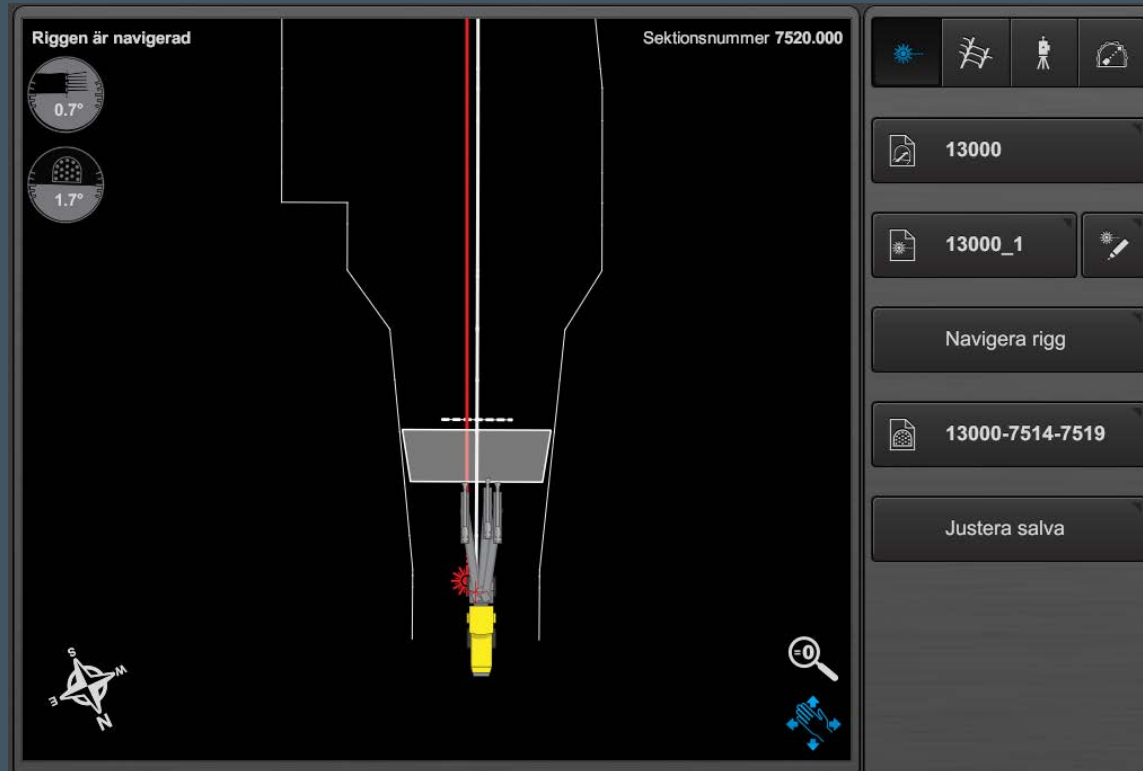 Riggen är navigerad
Sektionsnummer 7520.000
0.7°
1.7°
13000
13000_1
Navigera rigg
13000-7514-7519
Justera salva
S
W
E
N
=0